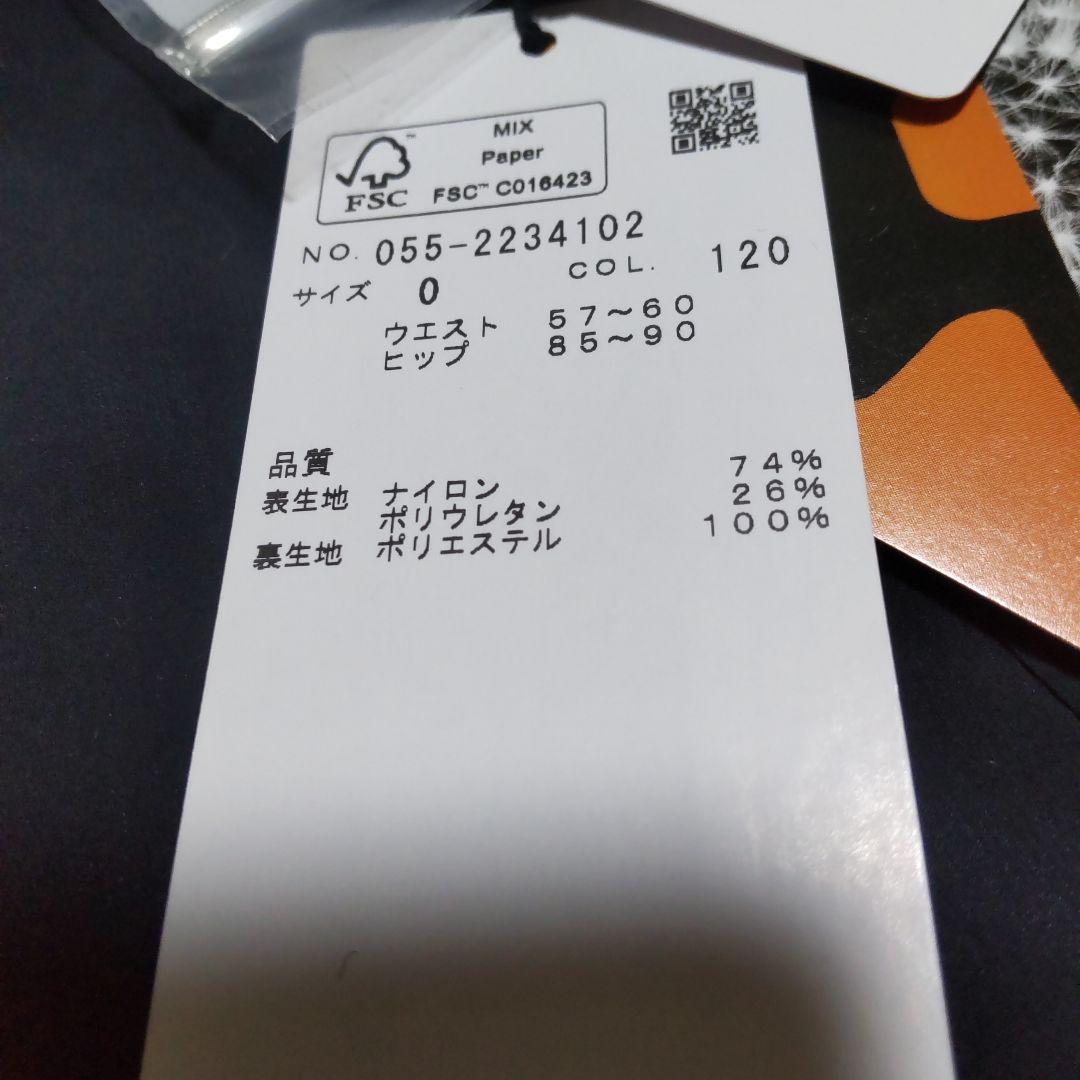 MIX
Paper
FSC™ C016423
FSC™
NO. 055-2234102
COL. 120
サイズ 0
ウエスト 57〜60
ヒップ 85〜90
品質
表生地 ナイロン 74%
ポリウレタン 26%
裏生地 ポリエステル 100%